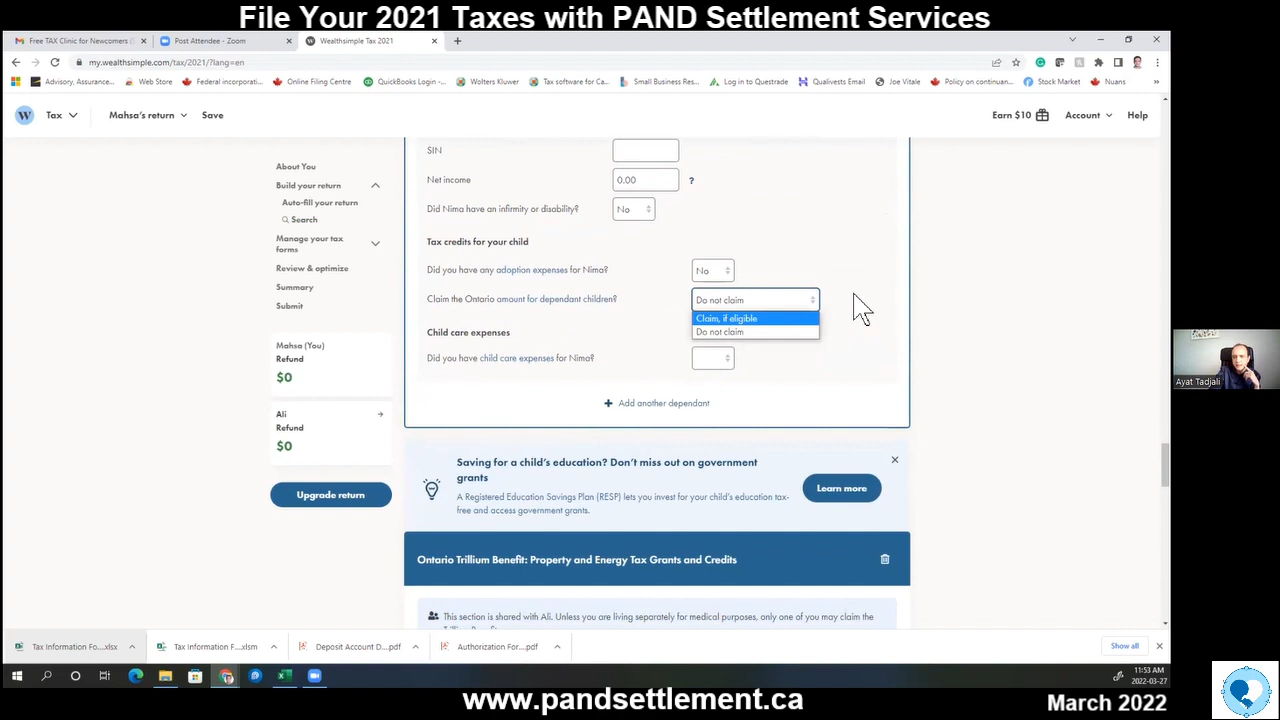 File Your 2021 Taxes with PAND Settlement Services
Free TAX Clinic for Newcomers (
Post Attendee - Zoom
Wealthsimple Tax 2021
my.wealthsimple.com/tax/2021/?lang=en
Advisory, Assurance...
Web Store
Federal incorporation
Online Filing Centre
QuickBooks Login -...
Wolters Kluwer
Tax software for Ca...
Small Business Res...
Log in to Questrade
Qualivests Email
Joe Vitale
Policy on continuan...
Stock Market
Nuans
W
Tax
Mahsa's return
Save
Earn $10
Account
Help
About You
Build your return
Auto-fill your return
Search
Manage your tax
forms
Review & optimize
Summary
Submit
Mahsa (You)
Refund
$0
Ali
Refund
$0
Upgrade return
SIN
Net income
0.00
?
Did Nima have an infirmity or disability?
No
Tax credits for your child
Did you have any adoption expenses for Nima?
No
Claim the Ontario amount for dependant children?
Do not claim
Claim, if eligible
Do not claim
Child care expenses
Did you have child care expenses for Nima?
Add another dependant
Saving for a child's education? Don't miss out on government
grants
A Registered Education Savings Plan (RESP) lets you invest for your child's education tax-
free and access government grants.
Learn more
Ontario Trillium Benefit: Property and Energy Tax Grants and Credits
This section is shared with Ali. Unless you are living separately for medical purposes, only one of you may claim the
Ayat Tadjali
Tax Information Fo....xlsx
Tax Information F....xlsm
Deposit Account D....pdf
Authorization For....pdf
Show all
11:53 AM
2022-03-27
www.pandsettlement.ca
March 2022